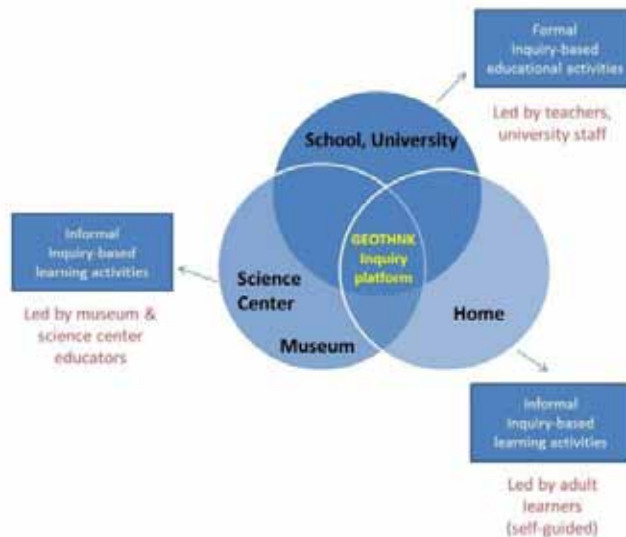 Formal
Inquiry-based
educational activities
Led by teachers,
university staff
School, University
Informal
Inquiry-based
learning activities
Led by museum &
science center
educators
GEOTHNK
Inquiry
platform
Science
Center
Museum
Home
Informal
Inquiry-based
learning activities
Led by adult
learners
(self-guided)